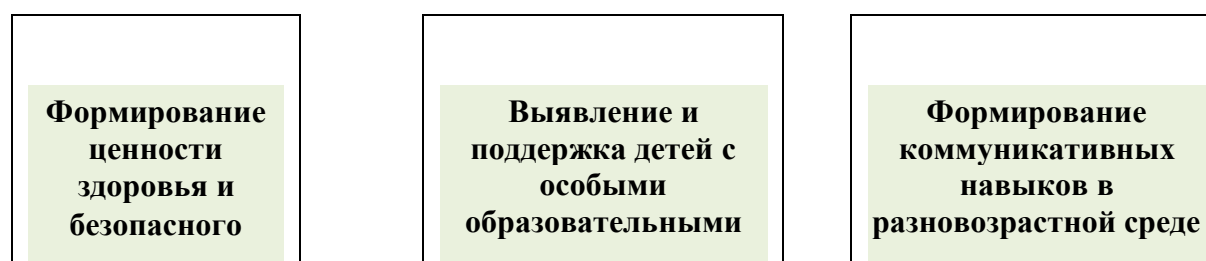 Формирование
ценности
здоровья и
безопасного
Выявление и
поддержка детей с
особыми
образовательными
Формирование
коммуникативных
навыков в
разновозрастной среде